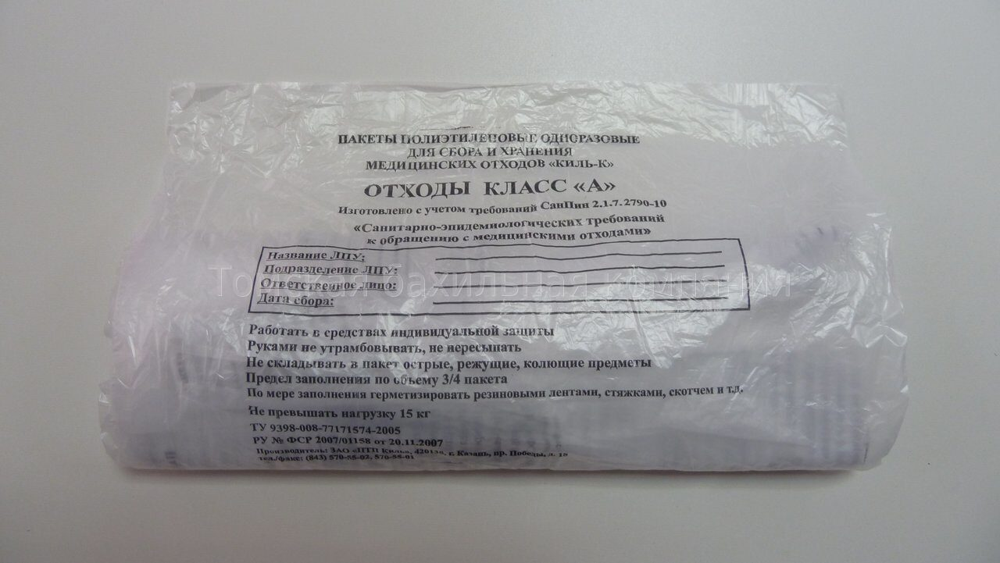 ПАКЕТЫ ПОЛИЭТИЛЕНОВЫЕ ОДНОРАЗОВЫЕ
ДЛЯ СБОРА И ХРАНЕНИЯ
МЕДИЦИНСКИХ ОТХОДОВ «КИЛЬ-К»
ОТХОДЫ КЛАСС «А»
Изготовлено с учетом требований СанПин 2.1.7.2790-10
«Санитарно-эпидемиологических требований
к обращению с медицинскими отходами»
Название ЛПУ:
Подразделение ЛПУ:
Томская бахильная компания
Ответственное лицо:
Дата сбора:
Работать в средствах индивидуальной защиты
Руками не утрамбовывать, не пересыпать
Не складывать в пакет острые, режущие, колющие предметы
Предел заполнения по объему 3/4 пакета
По мере заполнения герметизировать резиновыми лентами, стяжками, скотчем и т.д.
Не превышать нагрузку 15 кг
ТУ 9398-008-77171574-2005
РУ № ФСР 2007/01158 от 20.11.2007
Производитель: ЗАО «ПТП Киль», г. Казань, пр. Победы, д.
тел./факс: (843) 570-55-02, 570-55-01